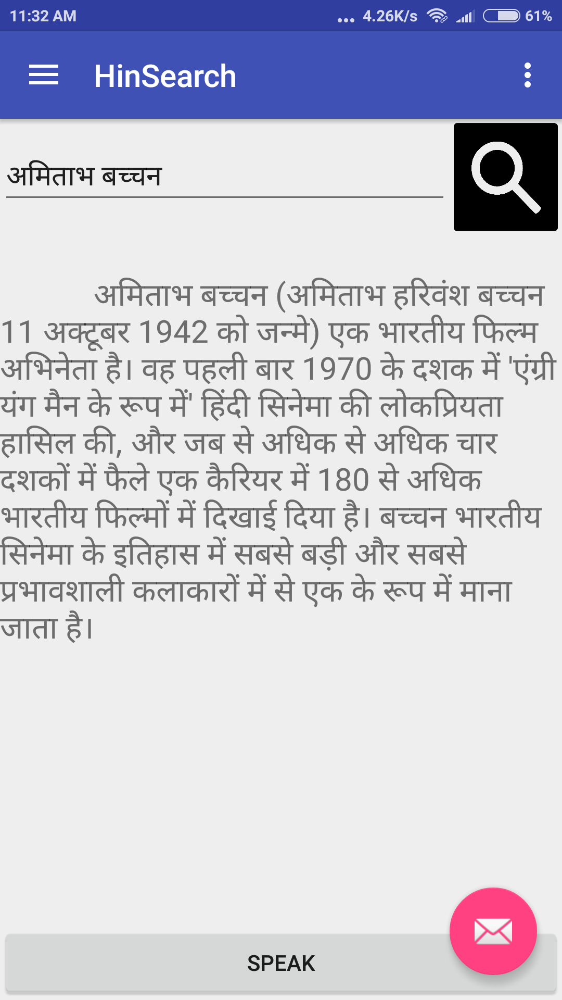 11:32 AM
... 4.26K/s 61%
HinSearch
अमिताभ बच्चन
अमिताभ बच्चन (अमिताभ हरिवंश बच्चन
11 अक्टूबर 1942 को जन्मे) एक भारतीय फिल्म
अभिनेता है। वह पहली बार 1970 के दशक में 'एंग्री
यंग मैन के रूप में' हिंदी सिनेमा की लोकप्रियता
हासिल की, और जब से अधिक से अधिक चार
दशकों में फैले एक कैरियर में 180 से अधिक
भारतीय फिल्मों में दिखाई दिया है। बच्चन भारतीय
सिनेमा के इतिहास में सबसे बड़ी और सबसे
प्रभावशाली कलाकारों में से एक के रूप में माना
जाता है।
SPEAK